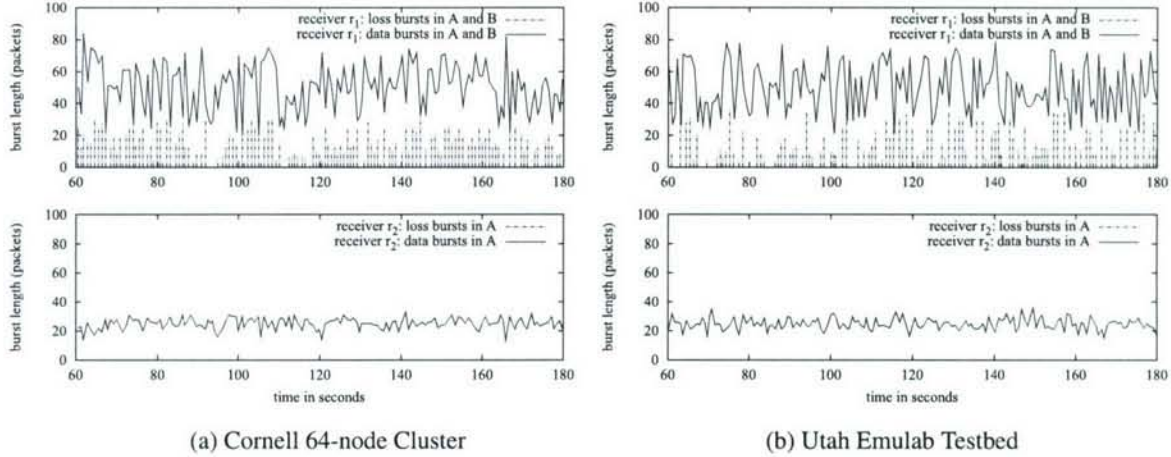 receiver r1: loss bursts in A and B
receiver r1: data bursts in A and B
burst length (packets)
100
80
60
40
20
0
60 80 100 120 140 160 180
receiver r2: loss bursts in A
receiver r2: data bursts in A
burst length (packets)
100
80
60
40
20
0
60 80 100 120 140 160 180
time in seconds
(a) Cornell 64-node Cluster
receiver r1: loss bursts in A and B
receiver r1: data bursts in A and B
burst length (packets)
100
80
60
40
20
0
60 80 100 120 140 160 180
receiver r2: loss bursts in A
receiver r2: data bursts in A
burst length (packets)
100
80
60
40
20
0
60 80 100 120 140 160 180
time in seconds
(b) Utah Emulab Testbed